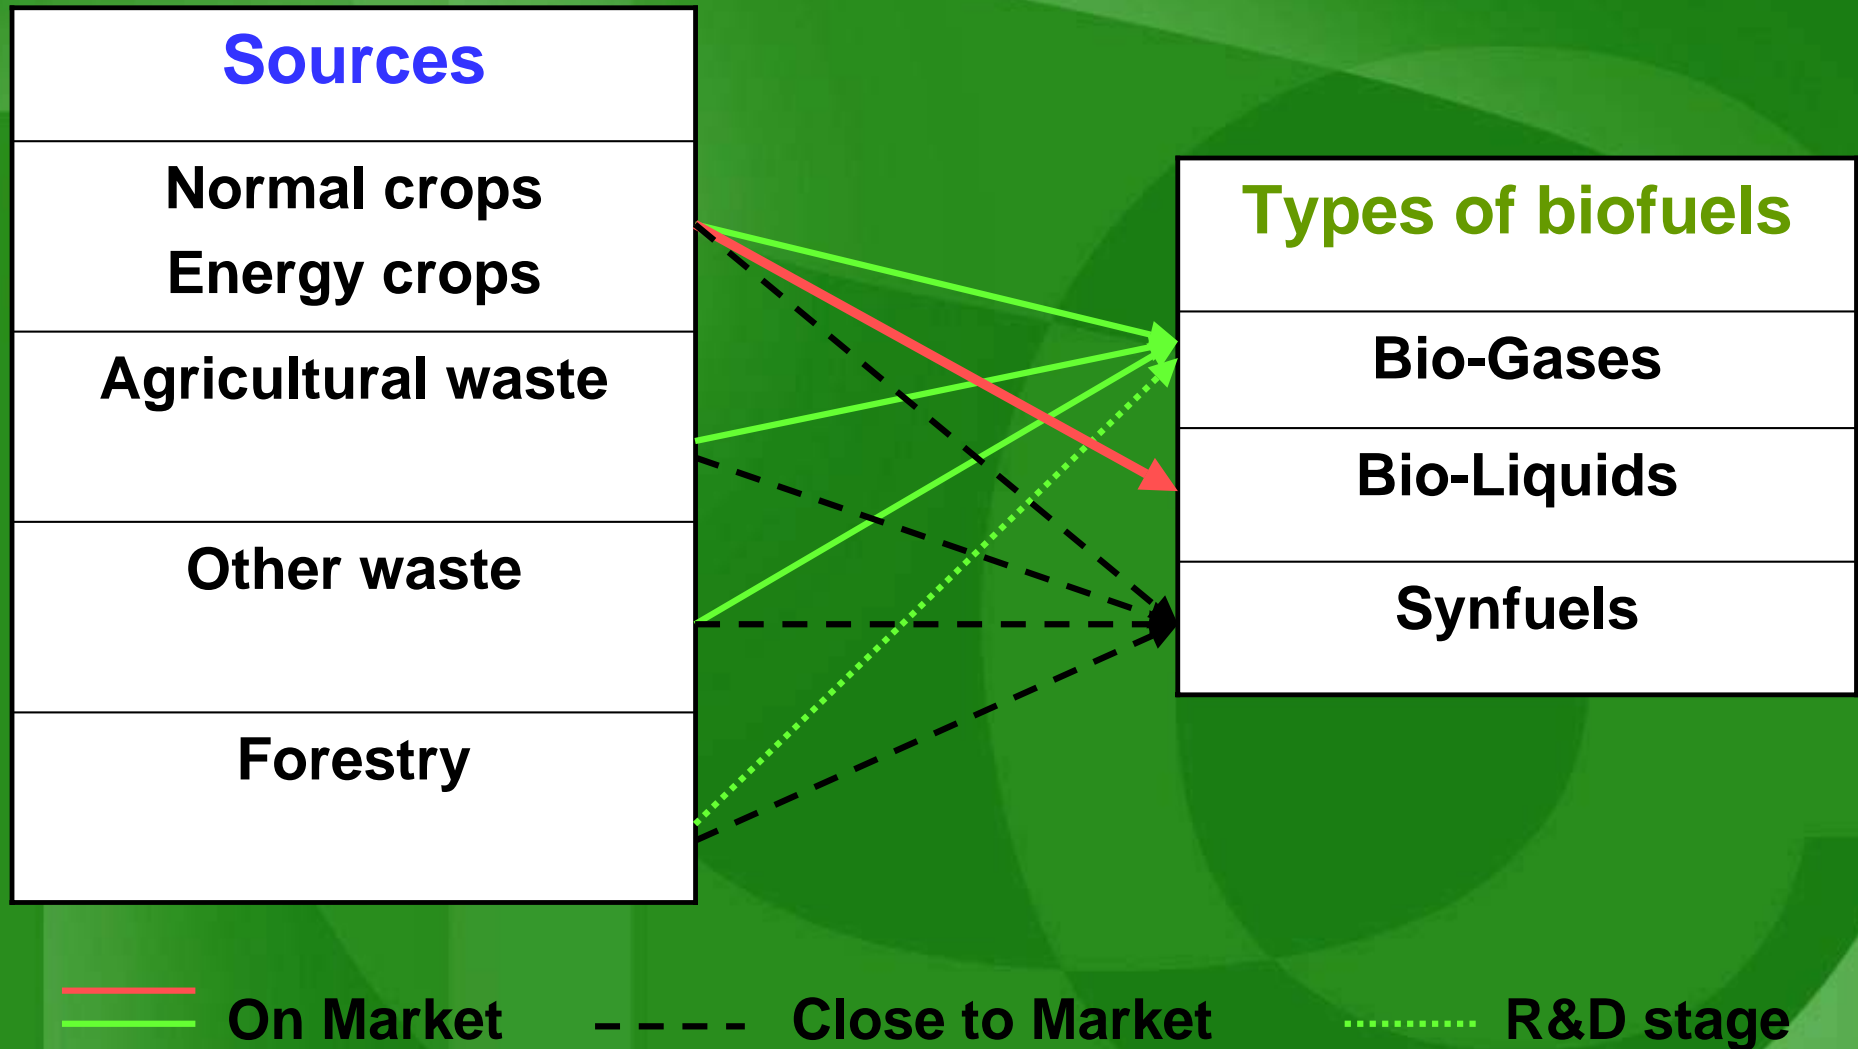 Sources
Normal crops
Energy crops
Agricultural waste
Other waste
Forestry
Types of biofuels
Bio-Gases
Bio-Liquids
Synfuels
On Market
Close to Market
R&D stage